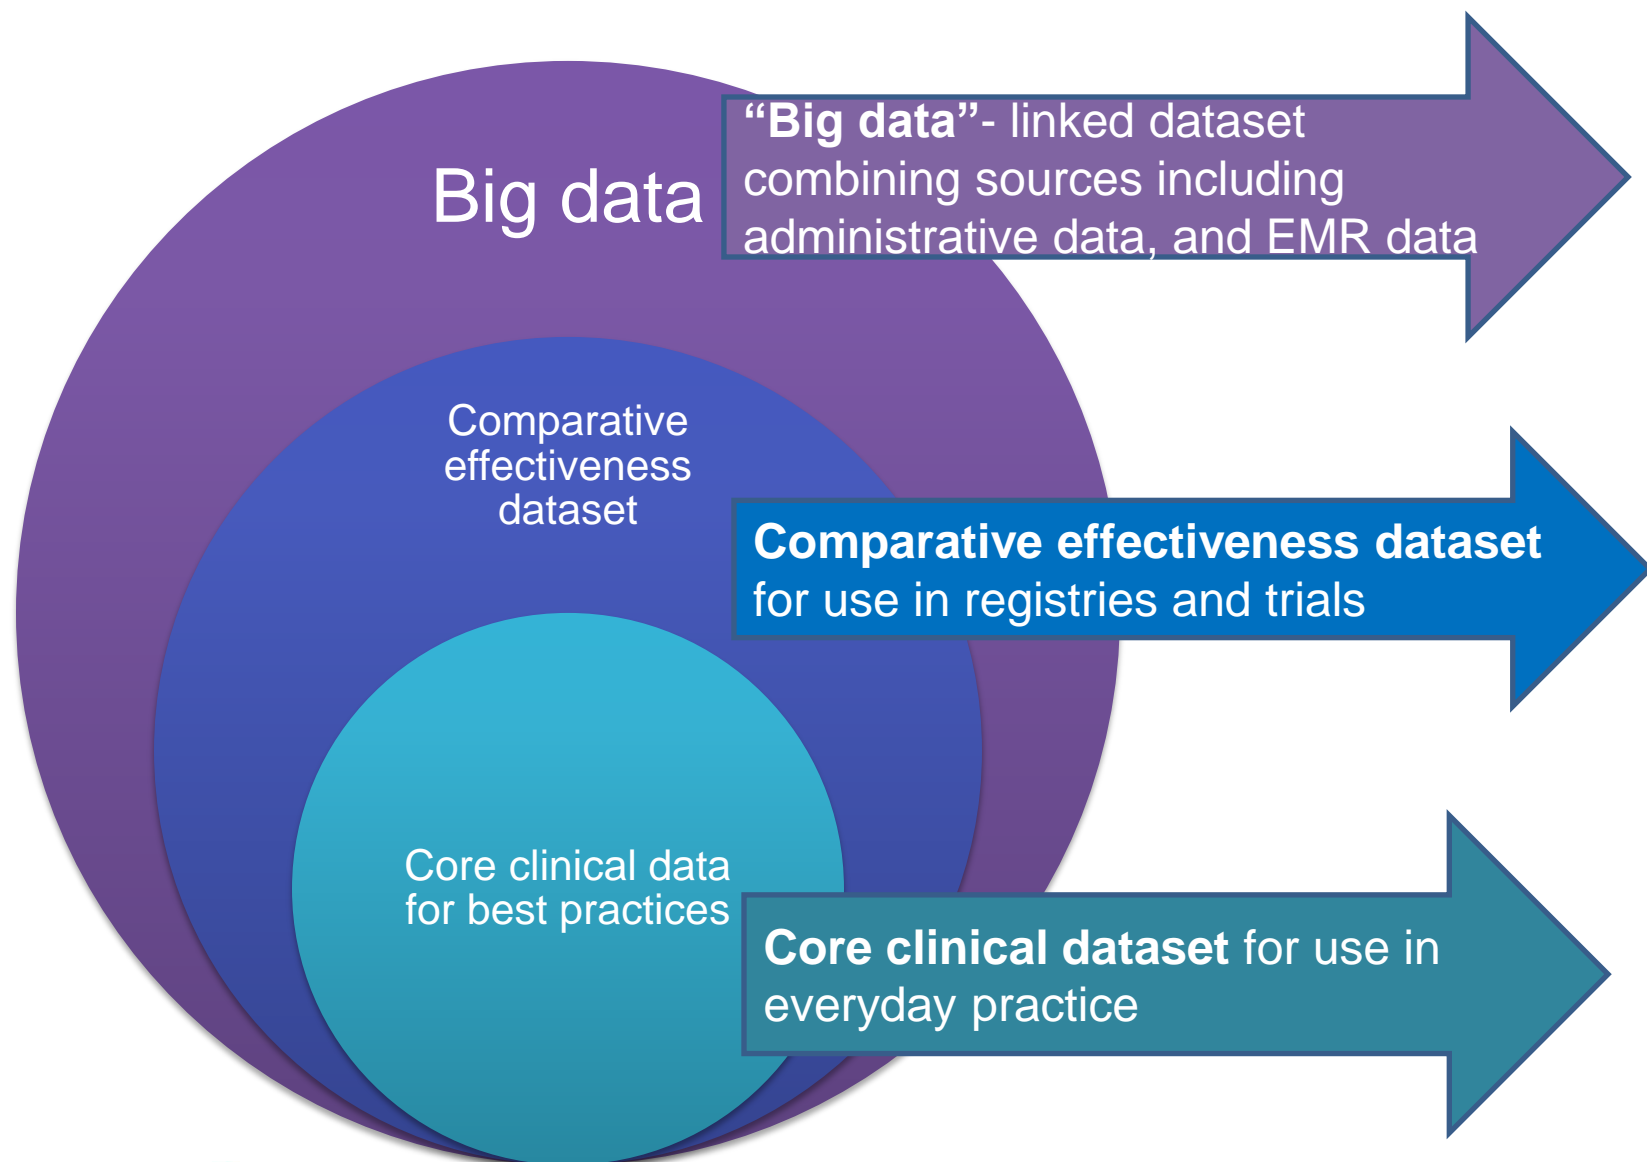 Big data
“Big data”- linked dataset
combining sources including
administrative data, and EMR data
Comparative
effectiveness
dataset
Comparative effectiveness dataset
for use in registries and trials
Core clinical data
for best practices
Core clinical dataset for use in
everyday practice